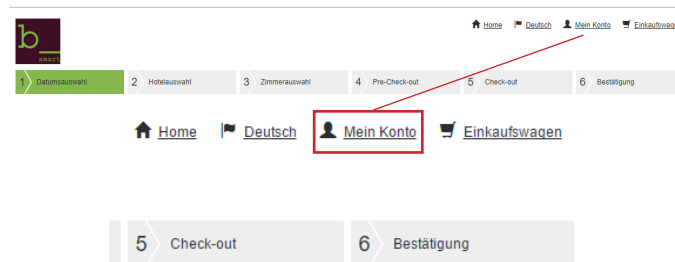 Home Deutsch Mein Konto Einkaufswagen
b_
smart
1 Datumsauswahl 2 Hotelauswahl 3 Zimmerauswahl 4 Pre-Check-out 5 Check-out 6 Bestätigung
Home Deutsch Mein Konto Einkaufswagen
5 Check-out 6 Bestätigung